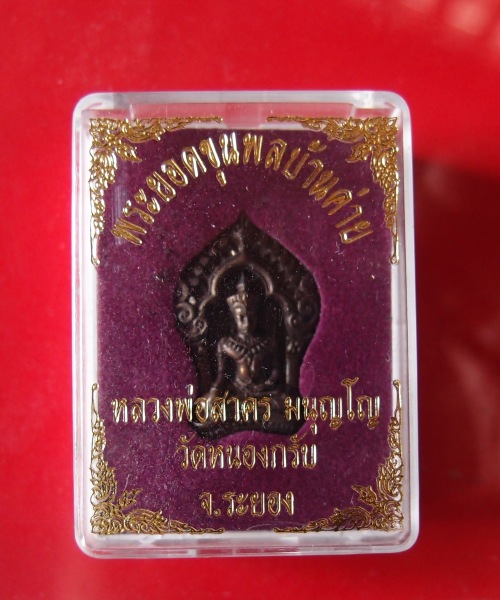 พระยอดขุนพลบ้านค่าย
หลวงพ่อสาคร มนุญโญ
วัดหนองกรับ
จ.ระยอง